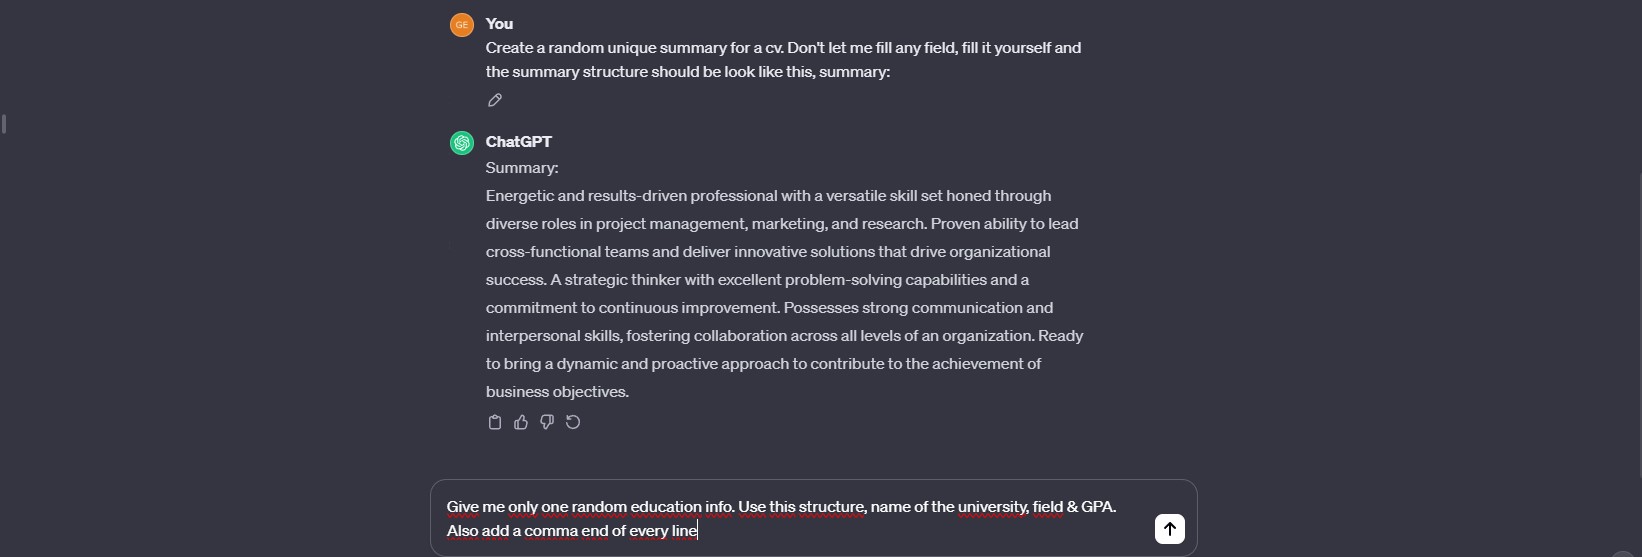 GE
You
Create a random unique summary for a cv. Don't let me fill any field, fill it yourself and
the summary structure should be look like this, summary:
ChatGPT
Summary:
Energetic and results-driven professional with a versatile skill set honed through
diverse roles in project management, marketing, and research. Proven ability to lead
cross-functional teams and deliver innovative solutions that drive organizational
success. A strategic thinker with excellent problem-solving capabilities and a
commitment to continuous improvement. Possesses strong communication and
interpersonal skills, fostering collaboration across all levels of an organization. Ready
to bring a dynamic and proactive approach to contribute to the achievement of
business objectives.
Give me only one random education info. Use this structure, name of the university, field & GPA.
Also add a comma end of every line